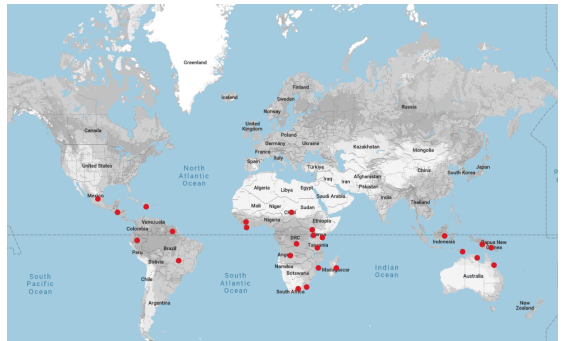 Greenland
Finland
Iceland
Sweden
Norway
Russia
United
Kingdom
Canada
Poland
Germany
Ukraine
Kazakhstan
France
Mongolia
Italy
Spain
Türkiye
United States
North
Atlantic
Ocean
Japan
China
South Korea
Afghanistan
Iraq
Iran
Pakistan
Algeria
Libya
Egypt
Saudi Arabia
India
Mexico
Mali
Niger
Sudan
Thailand
Chad
Nigeria
Ethiopia
Venezuela
Colombia
DRC
Kenya
Indonesia
Papua New
Guinea
Tanzania
Brazil
Peru
Angola
Bolivia
Namibia
Madagascar
Indian
Ocean
South
Pacific
Ocean
South
Atlantic
Ocean
Botswana
Australia
Chile
South Africa
Argentina
New
Zealand